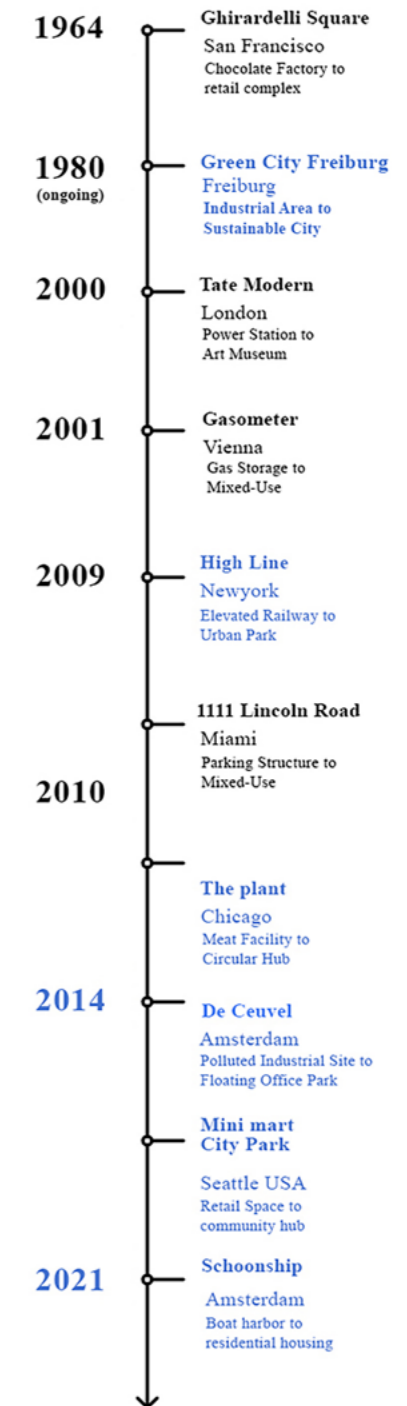 1964
Ghirardelli Square
San Francisco
Chocolate Factory to
retail complex
1980
(ongoing)
Green City Freiburg
Freiburg
Industrial Area to
Sustainable City
2000
Tate Modern
London
Power Station to
Art Museum
2001
Gasometer
Vienna
Gas Storage to
Mixed-Use
2009
High Line
Newyork
Elevated Railway to
Urban Park
1111 Lincoln Road
Miami
Parking Structure to
Mixed-Use
2010
The plant
Chicago
Meat Facility to
Circular Hub
2014
De Ceuvel
Amsterdam
Polluted Industrial Site to
Floating Office Park
Mini mart
City Park
Seattle USA
Retail Space to
community hub
2021
Schoonship
Amsterdam
Boat harbor to
residential housing